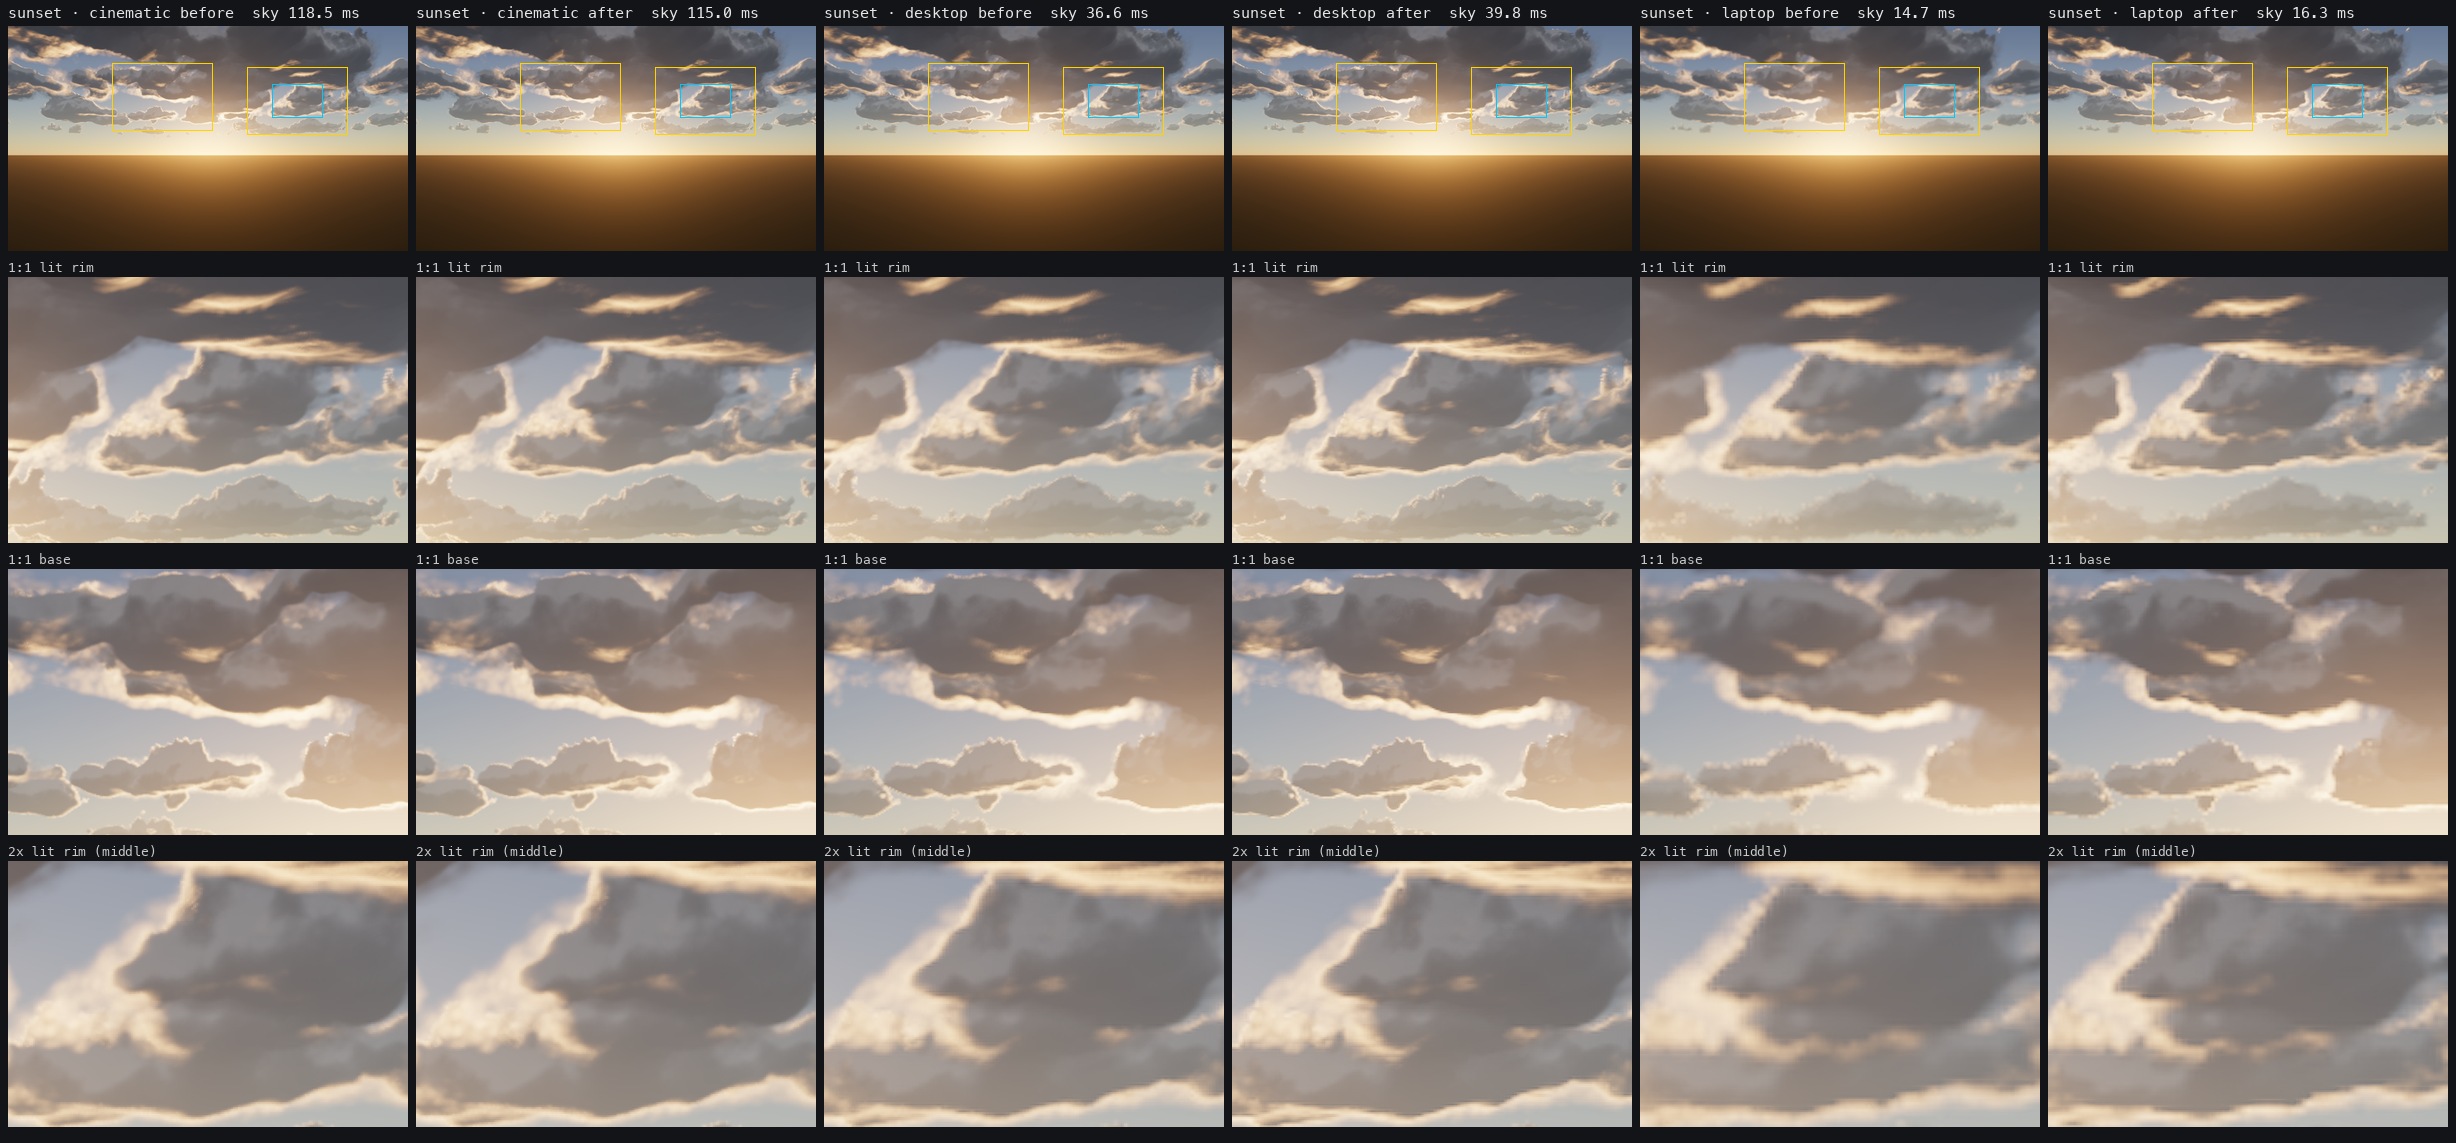 sunset · cinematic before  sky 118.5 ms
sunset · cinematic after  sky 115.0 ms
sunset · desktop before  sky 36.6 ms
sunset · desktop after  sky 39.8 ms
sunset · laptop before  sky 14.7 ms
sunset · laptop after  sky 16.3 ms
1:1 lit rim
1:1 lit rim
1:1 lit rim
1:1 lit rim
1:1 lit rim
1:1 lit rim
1:1 base
1:1 base
1:1 base
1:1 base
1:1 base
1:1 base
2x lit rim (middle)
2x lit rim (middle)
2x lit rim (middle)
2x lit rim (middle)
2x lit rim (middle)
2x lit rim (middle)